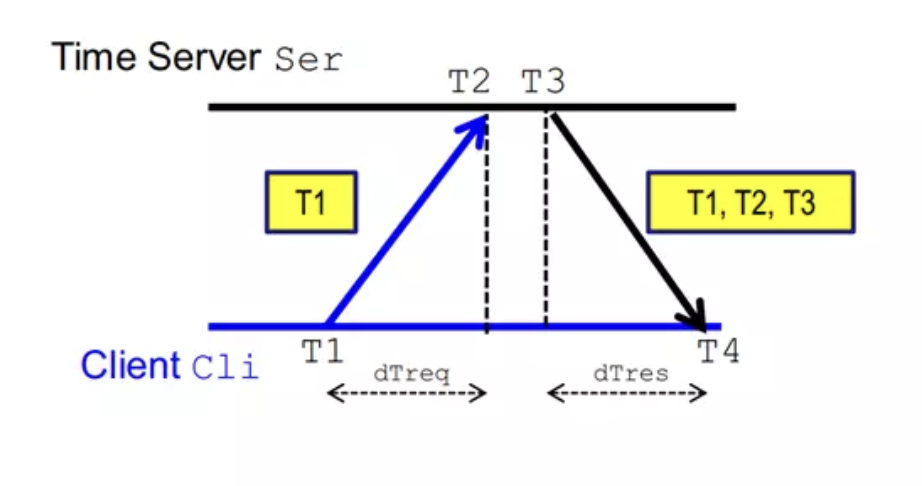 Time Server Ser
T2 T3
T1
T1, T2, T3
Client Cli
T1
T4
dTreq
dTres